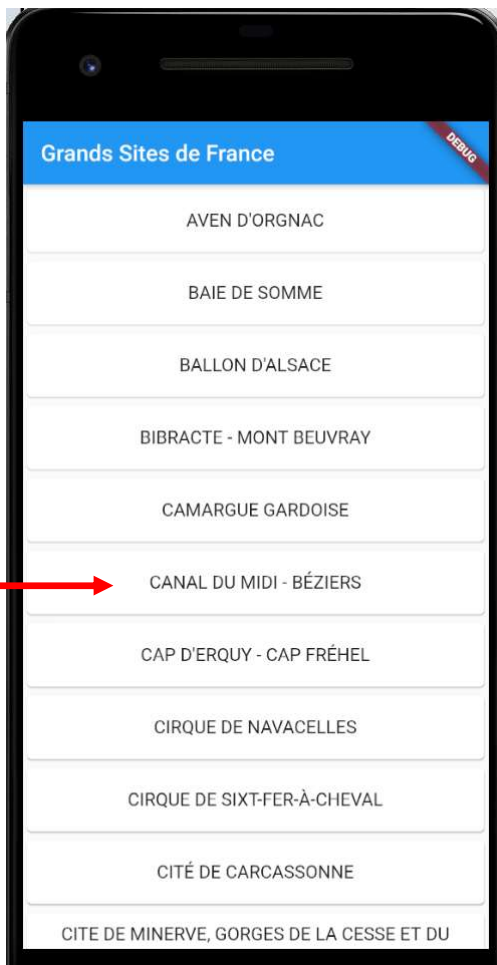 Grands Sites de France
DEBUG
AVEN D'ORGNAC
BAIE DE SOMME
BALLON D'ALSACE
BIBRACTE - MONT BEUVRAY
CAMARGUE GARDOISE
CANAL DU MIDI - BÉZIERS
CAP D'ERQUY - CAP FRÉHEL
CIRQUE DE NAVACELLES
CIRQUE DE SIXT-FER-À-CHEVAL
CITÉ DE CARCASSONNE
CITE DE MINERVE, GORGES DE LA CESSE ET DU